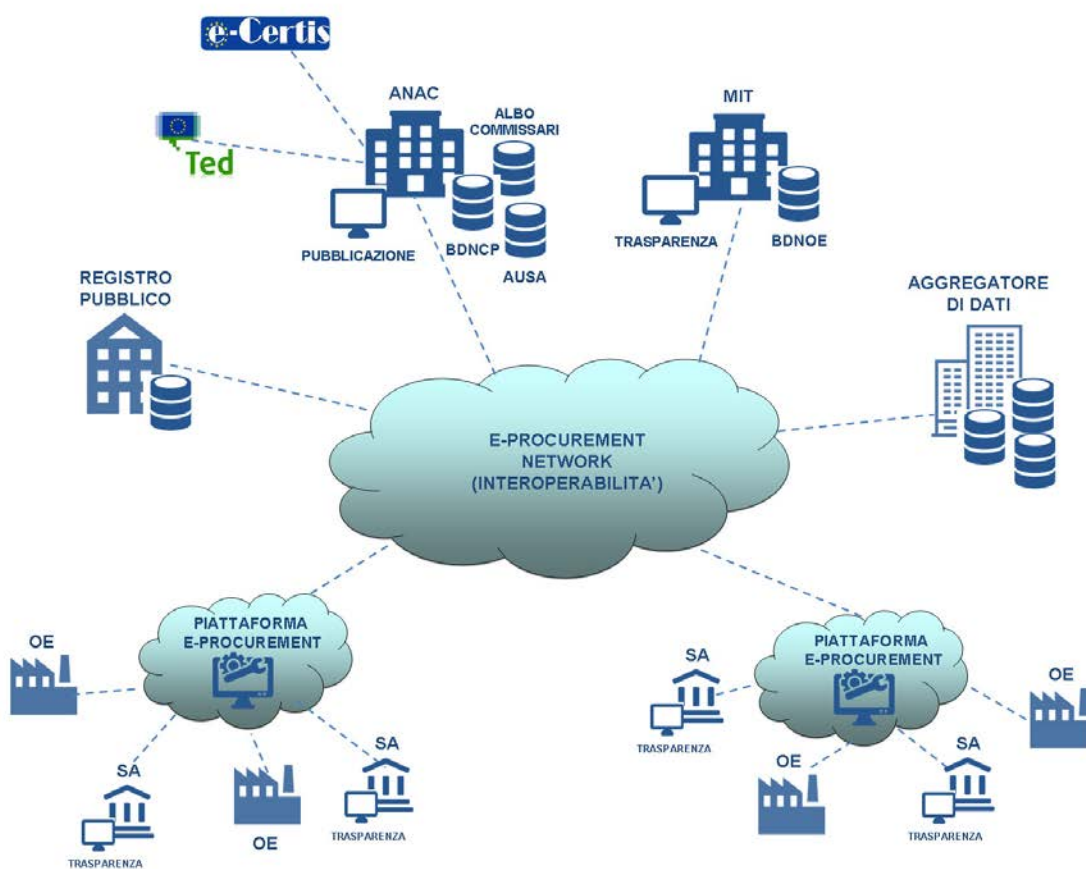 e-Certis
ANAC
MIT
ALBO
COMMISSARI
Ted
PUBBLICAZIONE
BDNCP
AUSA
TRASPARENZA
BDNOE
REGISTRO
PUBBLICO
AGGREGATORE
DI DATI
E-PROCUREMENT
NETWORK
(INTEROPERABILITA')
PIATTAFORMA
E-PROCUREMENT
OE
SA
TRASPARENZA
OE
SA
TRASPARENZA
PIATTAFORMA
E-PROCUREMENT
SA
TRASPARENZA
OE
OE
SA
TRASPARENZA